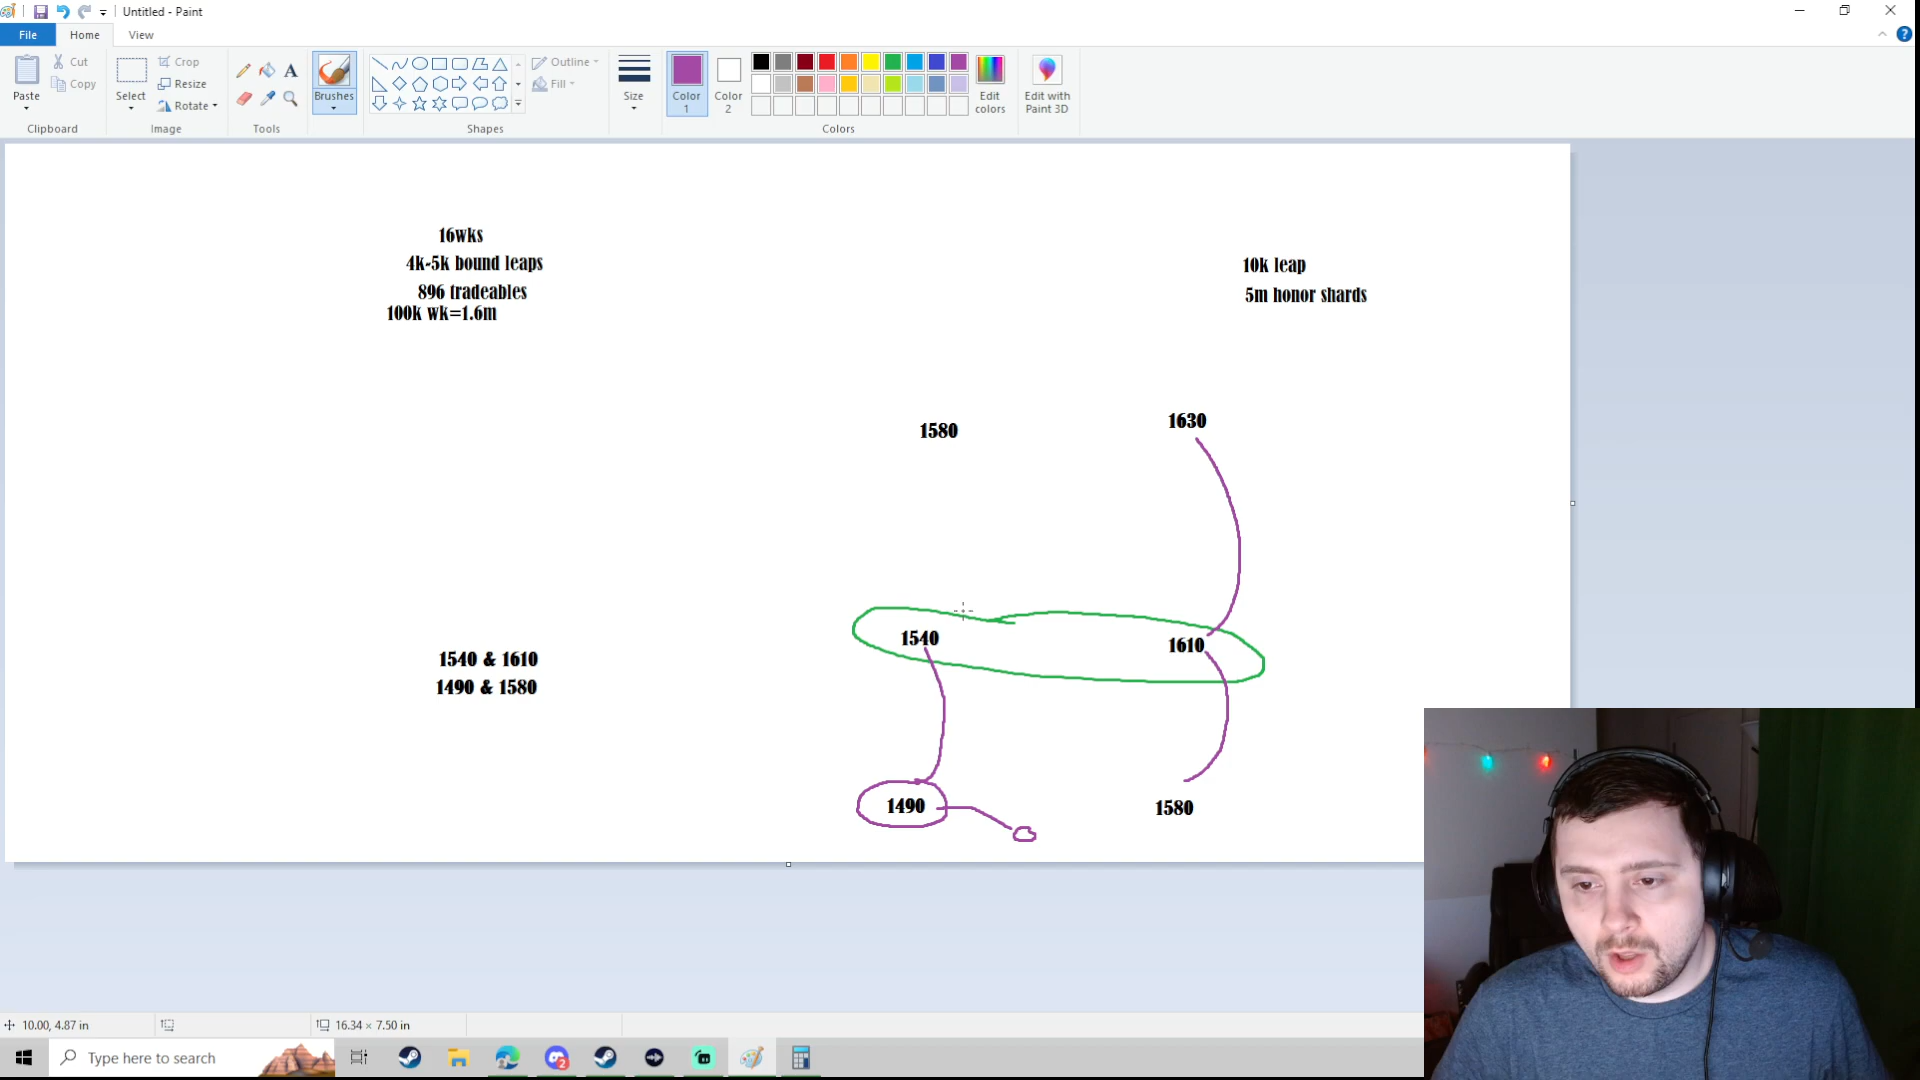 Untitled - Paint
File
Home
View
Paste
Cut
Copy
Clipboard
Select
Crop
Resize
Rotate
Image
Tools
Brushes
Outline
Fill
Shapes
Size
Color 1
Color 2
Colors
Edit colors
Edit with Paint 3D
16wks
4k-5k bound leaps
896 tradeables
100k wk=1.6m
10k leap
5m honor shards
1580
1630
1540
1610
1540 & 1610
1490 & 1580
1490
1580
10.00, 4.87 in
16.34 × 7.50 in
Type here to search
2